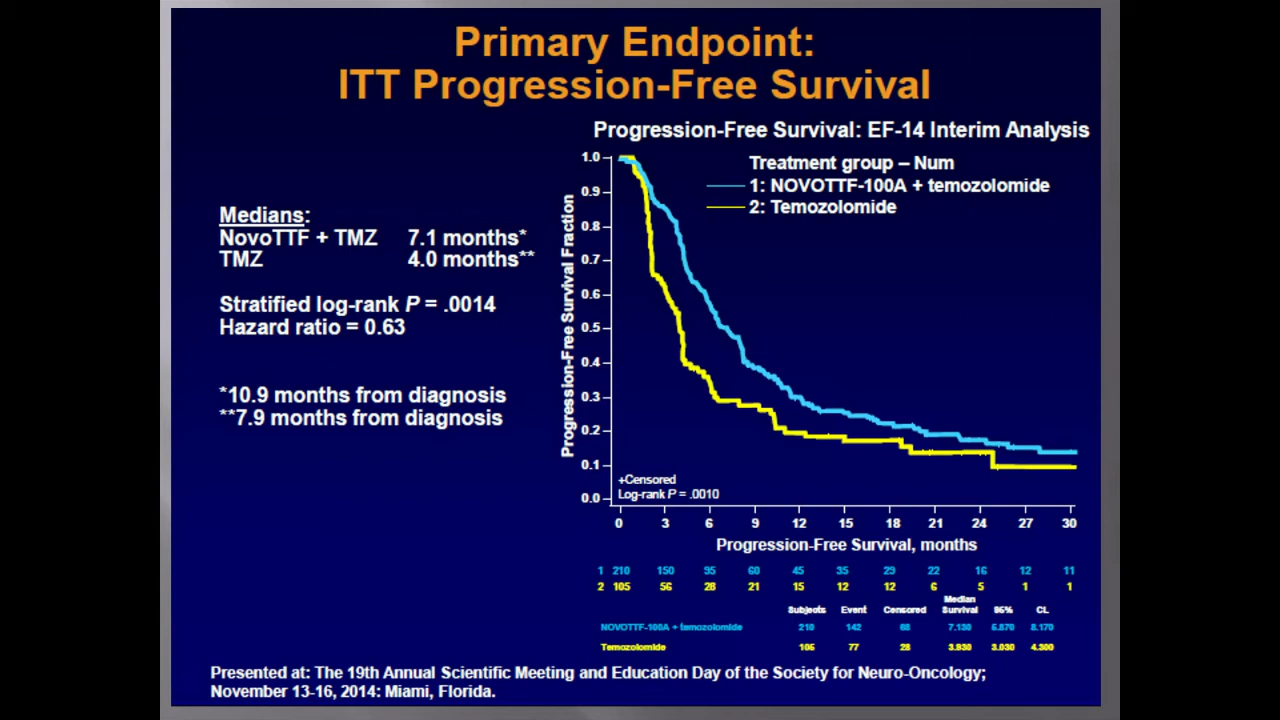 Primary Endpoint:
ITT Progression-Free Survival
Medians:
NovoTTF + TMZ 7.1 months*
TMZ 4.0 months**
Stratified log-rank P = .0014
Hazard ratio = 0.63
*10.9 months from diagnosis
**7.9 months from diagnosis
Progression-Free Survival: EF-14 Interim Analysis
Treatment group – Num
1: NOVOTTF-100A + temozolomide
2: Temozolomide
Progression-Free Survival Fraction
1.0
0.9
0.8
0.7
0.6
0.5
0.4
0.3
0.2
0.1
0.0
+Censored
Log-rank P = .0010
0 3 6 9 12 15 18 21 24 27 30
Progression-Free Survival, months
1 210 150 95 60 45 35 29 22 16 12 11
2 105 56 28 21 15 12 12 6 5 1 1
Subjects Event Censored Median Survival 95% CL
NOVOTTF-100A + temozolomide 210 142 68 7.130 8.170
Temozolomide 105 77 28 3.030 4.300
Presented at: The 19th Annual Scientific Meeting and Education Day of the Society for Neuro-Oncology;
November 13-16, 2014: Miami, Florida.